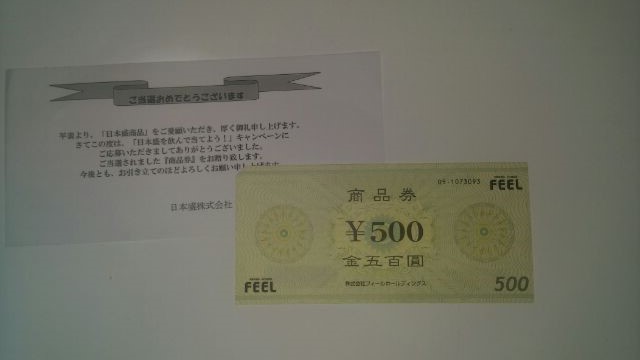 ご当選おめでとうございます
平素より、「日本盛商品」をご愛顧いただき、厚く御礼申し上げます。
さてこの度は、「日本盛を飲んで当てよう!」キャンペーンに
ご応募いただきましてありがとうございました。
ご当選されました『商品券』をお贈り致します。
今後とも、お引き立てのほどよろしくお願い申し上げます
日本盛株式会社
05-1073093
FEEL
商品券
¥500
金五百圓
FEEL
株式会社フィールホールディングス
500